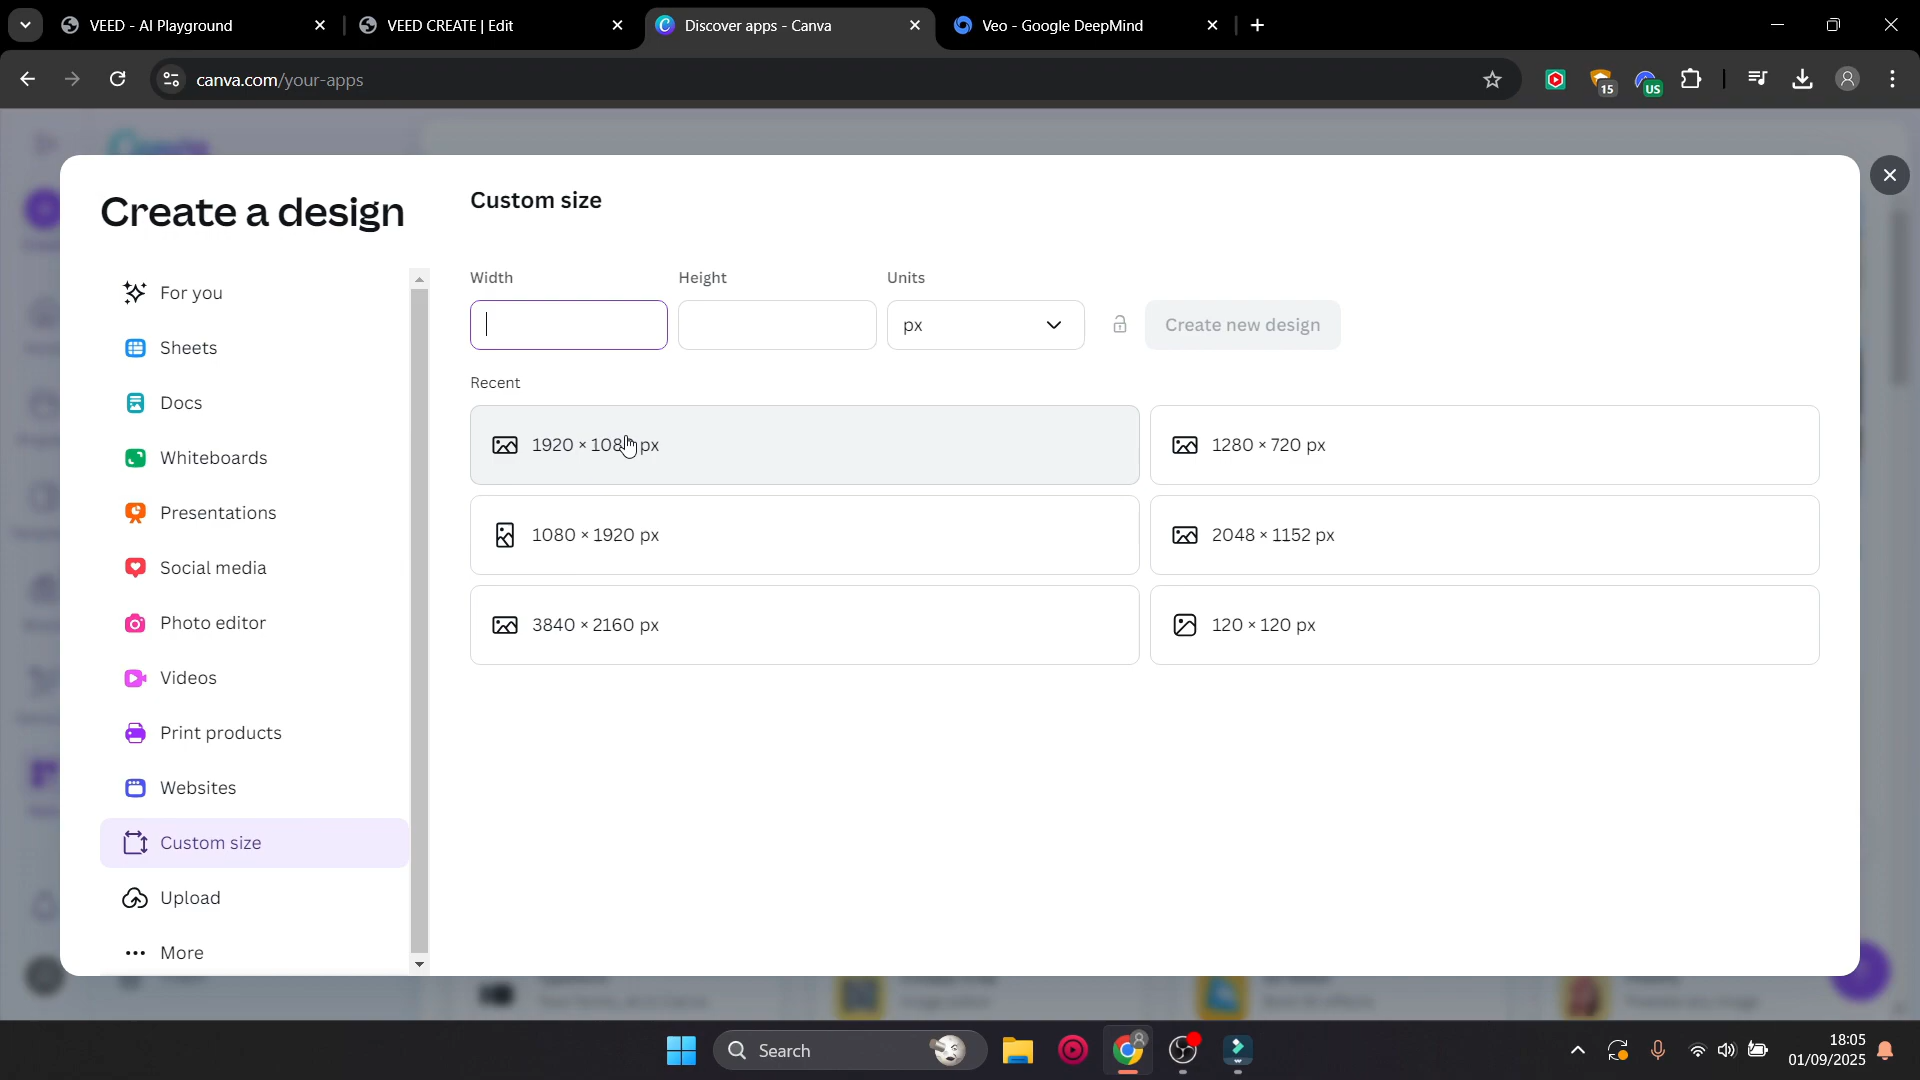 VEED - AI Playground
VEED CREATE | Edit
Discover apps - Canva
Veo - Google DeepMind
canva.com/your-apps
15
US
Create a design
Custom size
For you
Sheets
Docs
Whiteboards
Presentations
Social media
Photo editor
Videos
Print products
Websites
Custom size
Upload
More
Width
Height
Units
px
Create new design
Recent
1920 × 1080 px
1280 × 720 px
1080 × 1920 px
2048 × 1152 px
3840 × 2160 px
120 × 120 px
Search
18:05
01/09/2025